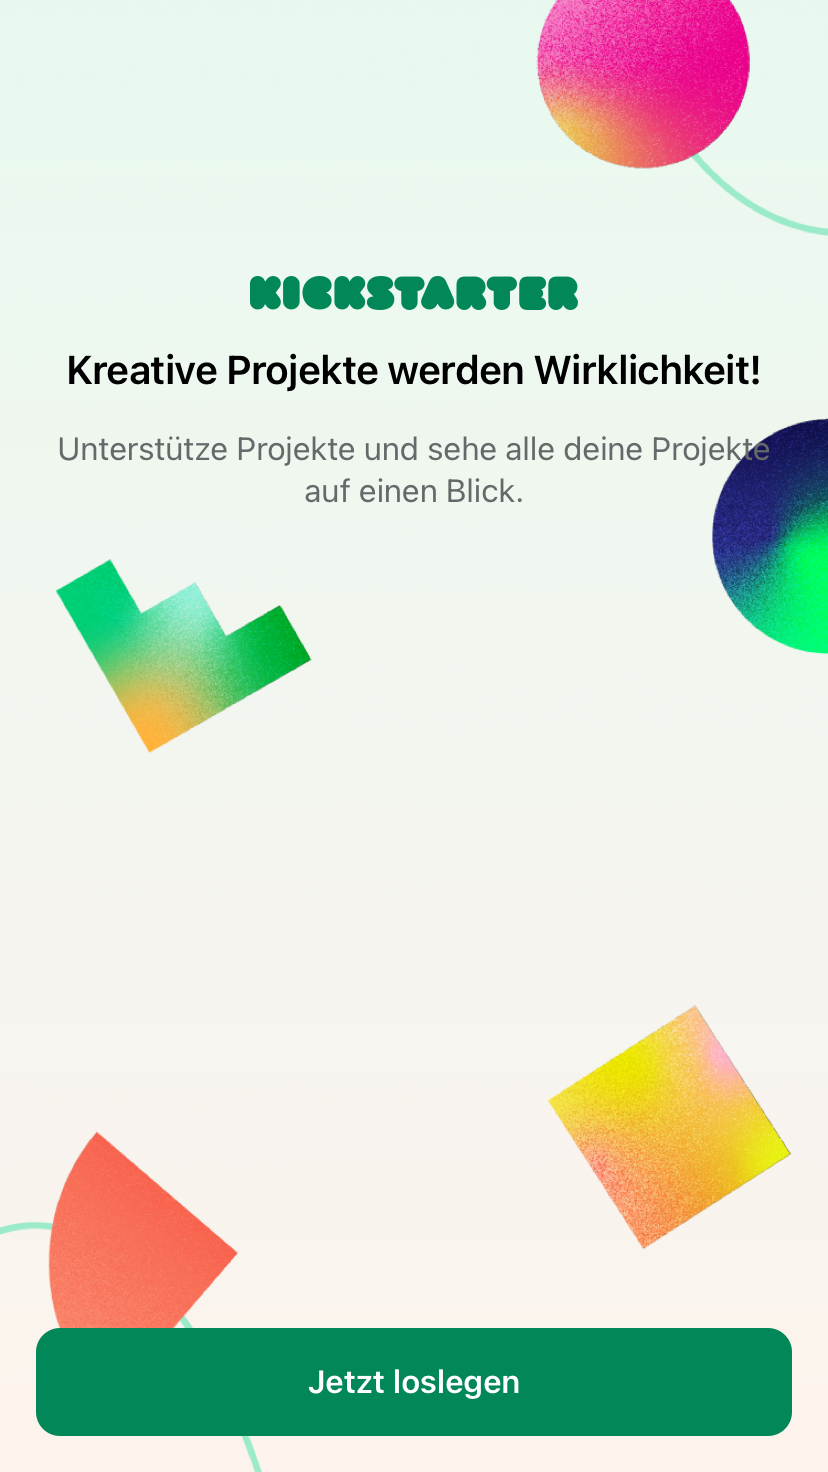 KICKSTARTER
Kreative Projekte werden Wirklichkeit!
Unterstütze Projekte und sehe alle deine Projekte
auf einen Blick.
Jetzt loslegen